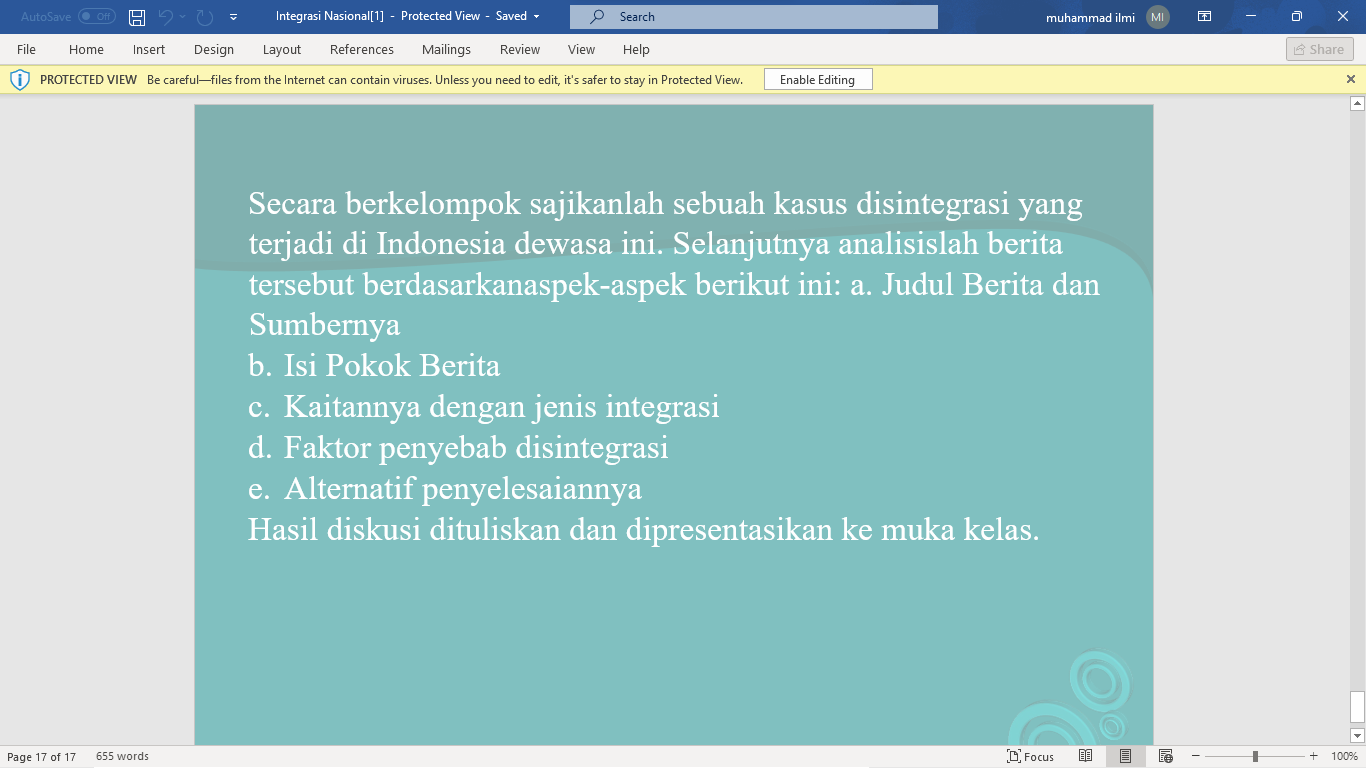 AutoSave Off Integrasi Nasional[1] - Protected View - Saved Search muhammad ilmi MI
File Home Insert Design Layout References Mailings Review View Help Share
PROTECTED VIEW Be careful—files from the Internet can contain viruses. Unless you need to edit, it's safer to stay in Protected View. Enable Editing
Secara berkelompok sajikanlah sebuah kasus disintegrasi yang
terjadi di Indonesia dewasa ini. Selanjutnya analisislah berita
tersebut berdasarkanaspek-aspek berikut ini: a. Judul Berita dan
Sumbernya
b. Isi Pokok Berita
c. Kaitannya dengan jenis integrasi
d. Faktor penyebab disintegrasi
e. Alternatif penyelesaiannya
Hasil diskusi dituliskan dan dipresentasikan ke muka kelas.
Page 17 of 17 655 words Focus 100%